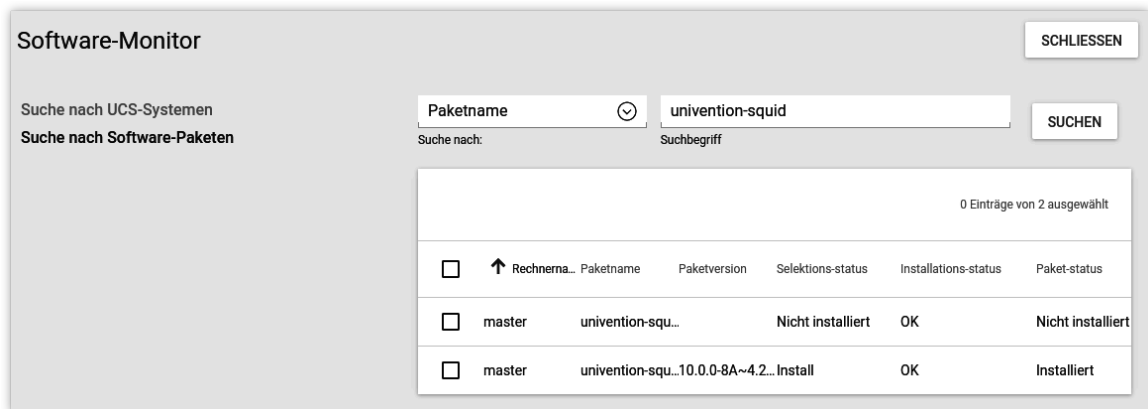 Software-Monitor
SCHLIESSEN
Suche nach UCS-Systemen
Suche nach Software-Paketen
Paketname
univention-squid
SUCHEN
Suche nach:
Suchbegriff
0 Einträge von 2 ausgewählt
Rechnerna... Paketname Paketversion Selektions-status Installations-status Paket-status
master univention-squ... Nicht installiert OK Nicht installiert
master univention-squ... 10.0.0-8A~4.2... Install OK Installiert